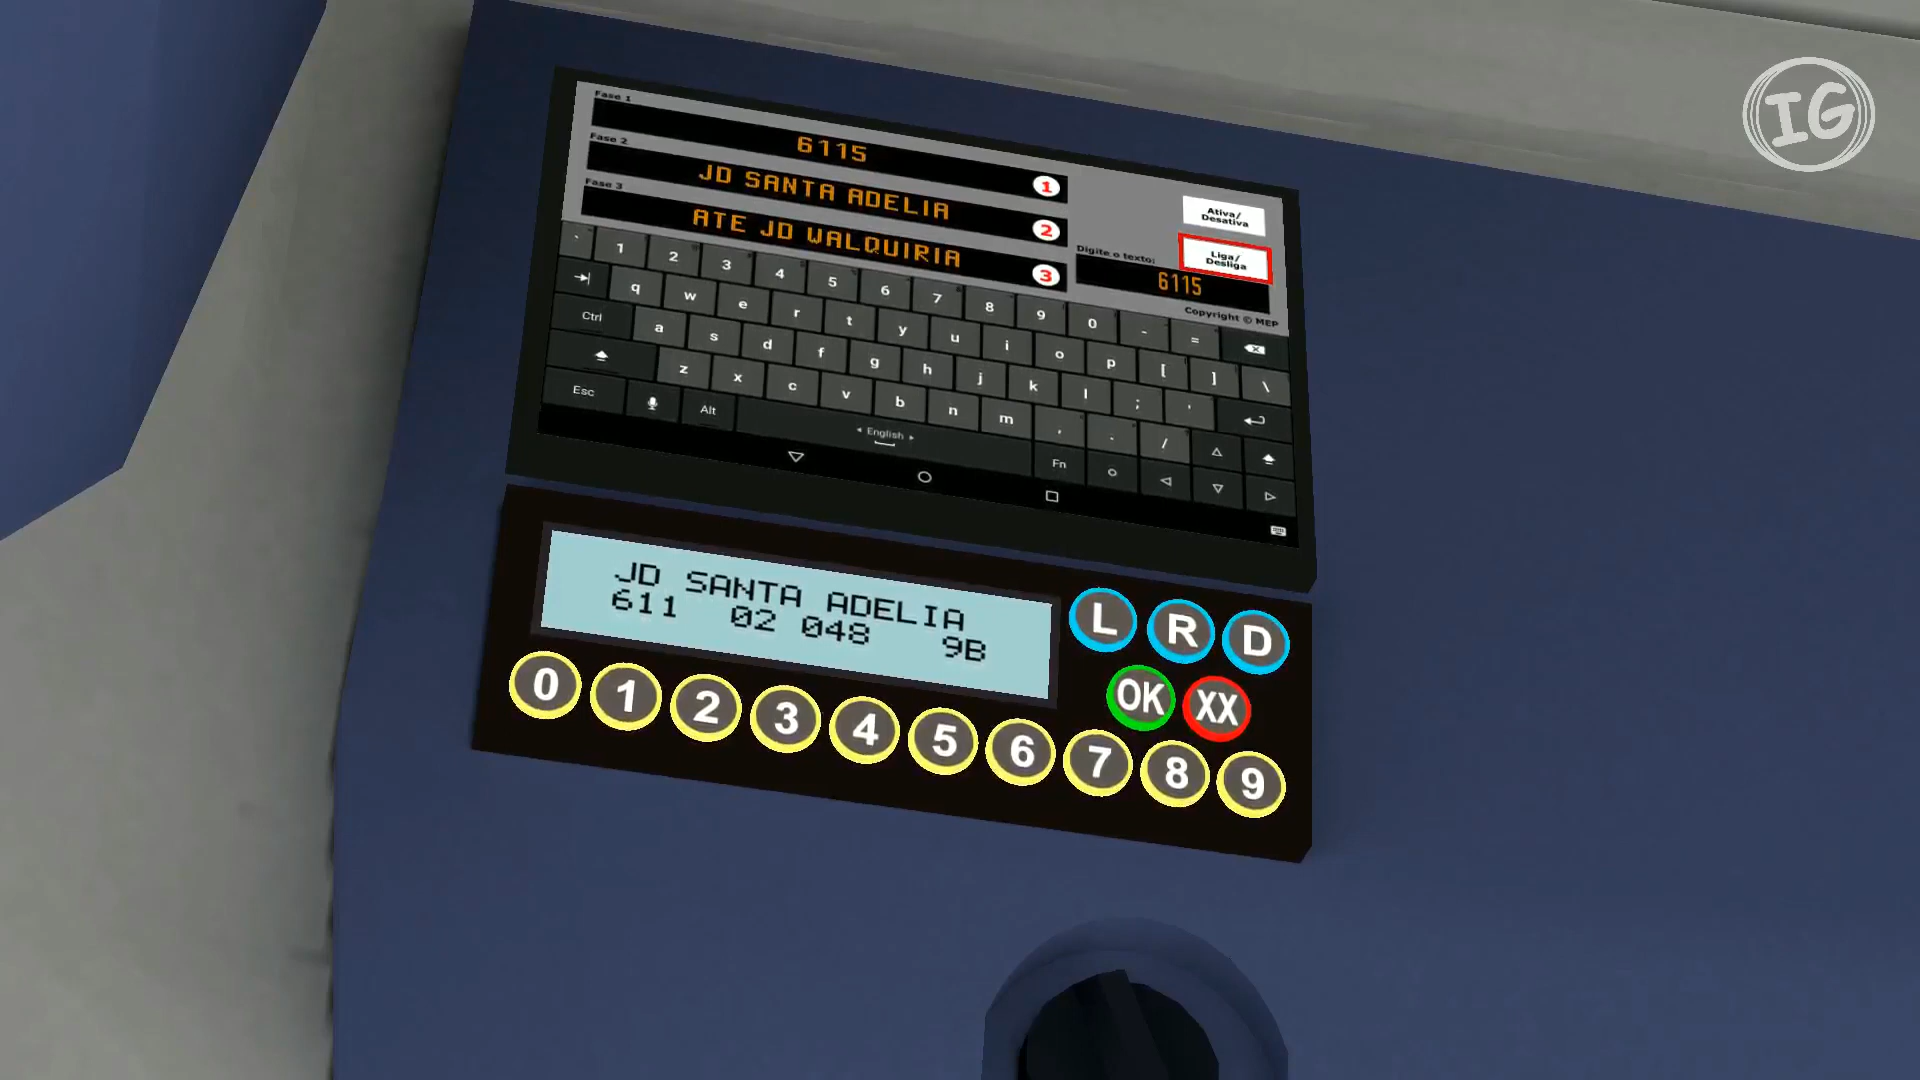 IG
Fase 1
6115
Fase 2
JD SANTA ADELIA
1
Fase 3
ATE JD WALQUIRIA
2
3
Ativa/
Desativa
Liga/
Desliga
Digite o texto:
6115
Copyright © MEP
` 1 2 3 4 5 6 7 8 9 0 - =
q w e r t y u i o p [ ] \
Ctrl a s d f g h j k l ; '
z x c v b n m , . /
Esc Alt English Fn
JD SANTA ADELIA
611 02 048 9B
L R D
OK XX
0 1 2 3 4 5 6 7 8 9